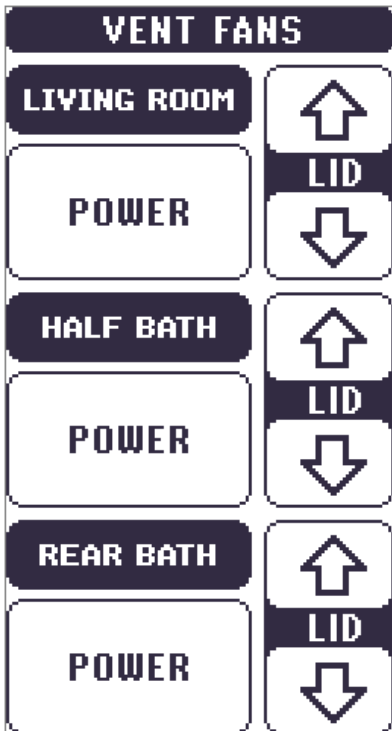 VENT FANS
LIVING ROOM
POWER
LID
HALF BATH
POWER
LID
REAR BATH
POWER
LID